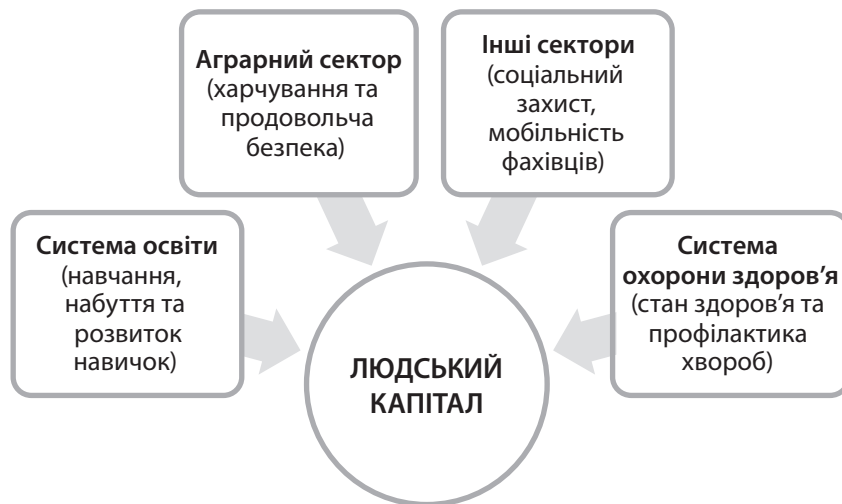 Аграрний сектор
(харчування та
продовольча
безпека)
Інші сектори
(соціальний
захист,
мобільність
фахівців)
Система освіти
(навчання,
набуття та
розвиток
навичок)
Система
охорони здоров'я
(стан здоров'я та
профілактика
хвороб)
ЛЮДСЬКИЙ
КАПІТАЛ